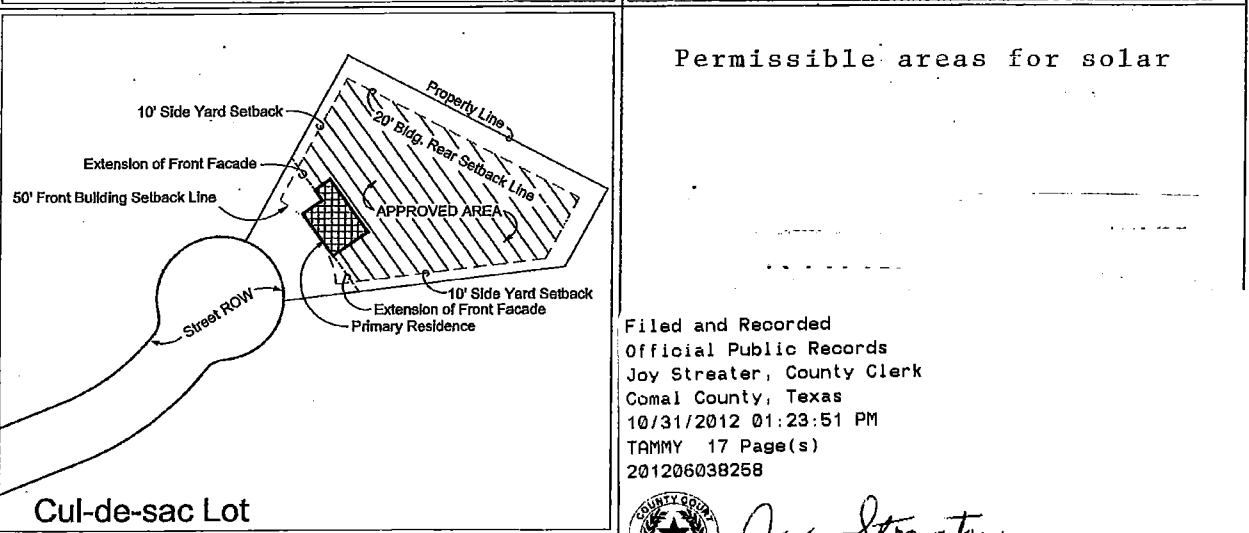 10' Side Yard Setback
Property Line
20' Bldg. Rear Setback Line
Extension of Front Facade
50' Front Building Setback Line
APPROVED AREA
10' Side Yard Setback
Extension of Front Facade
Primary Residence
Street ROW
Cul-de-sac Lot
Permissible areas for solar
Filed and Recorded
Official Public Records
Joy Streater, County Clerk
Comal County, Texas
10/31/2012 01:23:51 PM
TAMMY 17 Page(s)
201206038258
COUNTY COURT